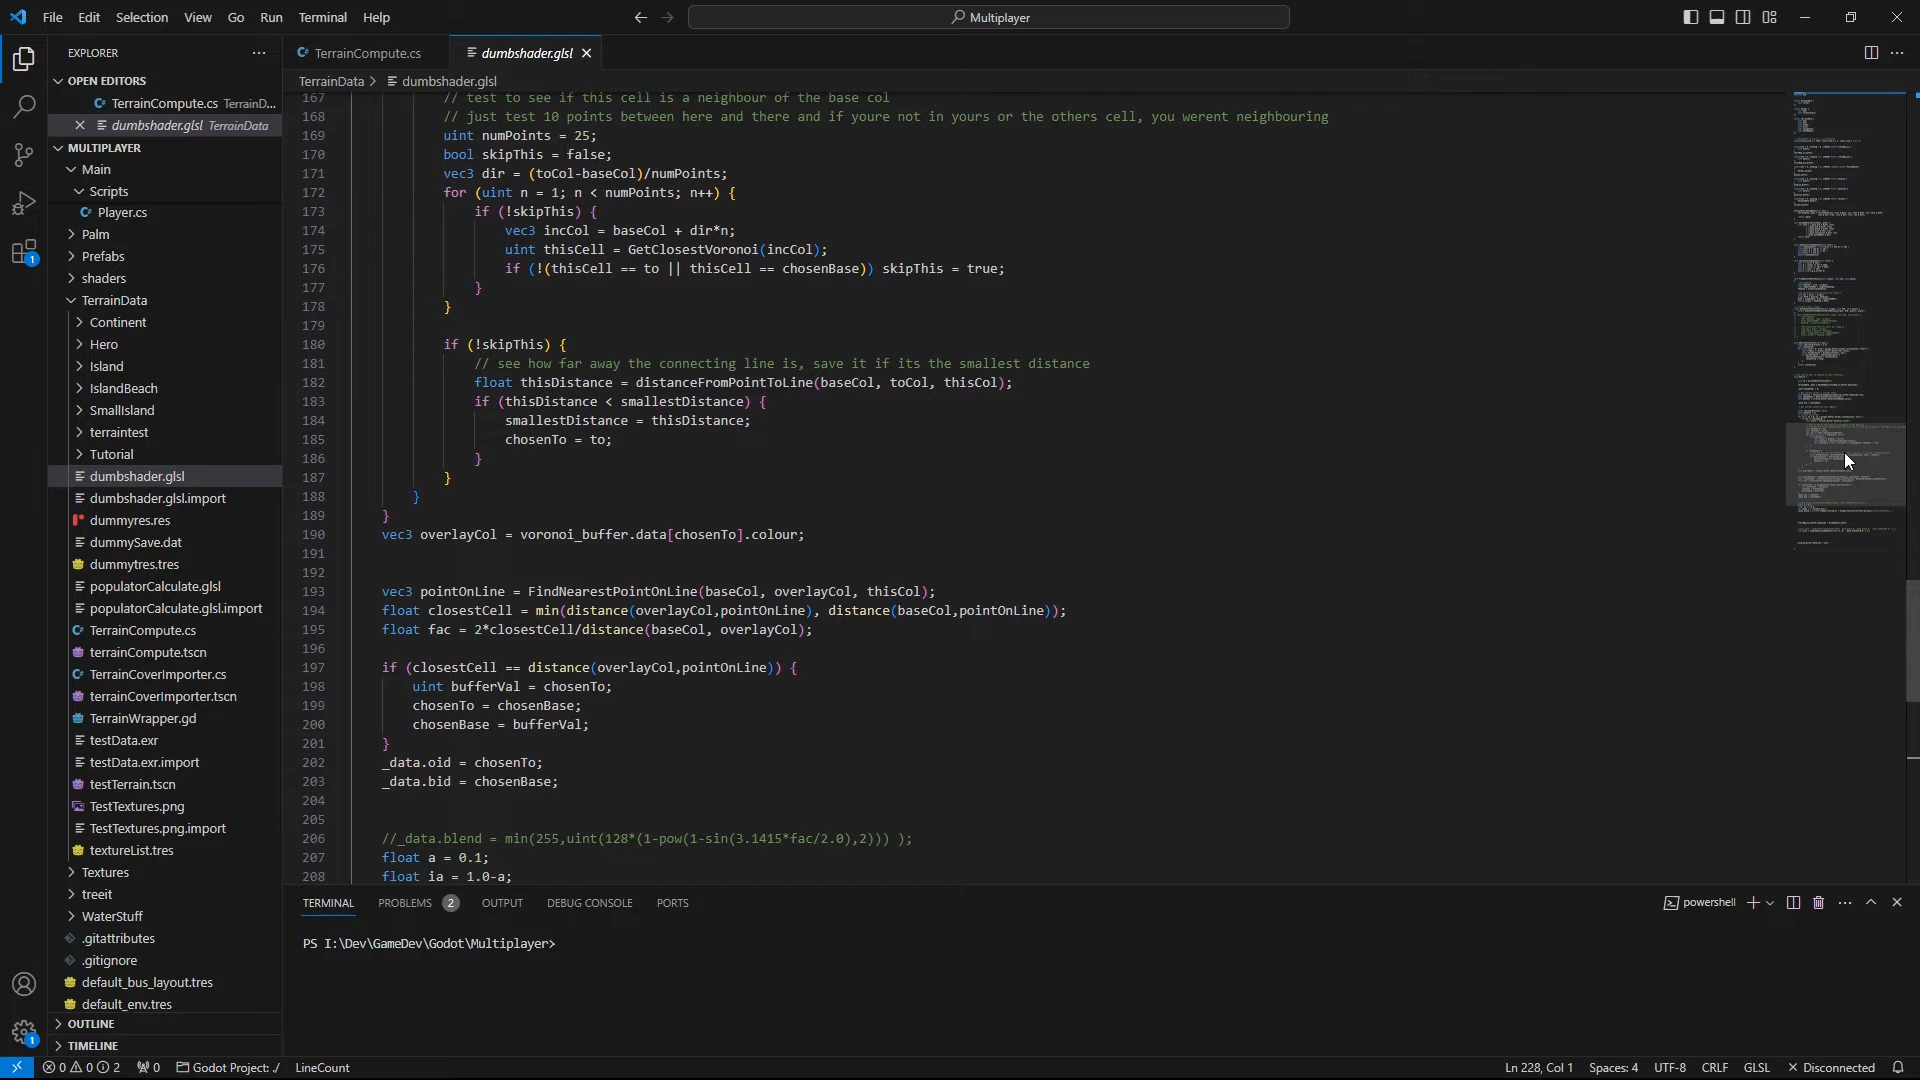 File Edit Selection View Go Run Terminal Help
Multiplayer
EXPLORER
OPEN EDITORS
TerrainCompute.cs TerrainD...
dumbshader.glsl TerrainData
MULTIPLAYER
Main
Scripts
Player.cs
Palm
Prefabs
shaders
TerrainData
Continent
Hero
Island
IslandBeach
SmallIsland
terraintest
Tutorial
dumbshader.glsl
dumbshader.glsl.import
dummyres.res
dummySave.dat
dummytres.tres
populatorCalculate.glsl
populatorCalculate.glsl.import
TerrainCompute.cs
terrainCompute.tscn
TerrainCoverImporter.cs
terrainCoverImporter.tscn
TerrainWrapper.gd
testData.exr
testData.exr.import
testTerrain.tscn
TestTextures.png
TestTextures.png.import
textureList.tres
Textures
treeit
WaterStuff
.gitattributes
.gitignore
default_bus_layout.tres
default_env.tres
OUTLINE
TIMELINE
TerrainCompute.cs
dumbshader.glsl
TerrainData > dumbshader.glsl
167 // test to see if this cell is a neighbour of the base col
168 // just test 10 points between here and there and if youre not in yours or the others cell, you werent neighbouring
169 uint numPoints = 25;
170 bool skipThis = false;
171 vec3 dir = (toCol-baseCol)/numPoints;
172 for (uint n = 1; n < numPoints; n++) {
173 if (!skipThis) {
174 vec3 incCol = baseCol + dir*n;
175 uint thisCell = GetClosestVoronoi(incCol);
176 if (!(thisCell == to || thisCell == chosenBase)) skipThis = true;
177 }
178 }
179
180 if (!skipThis) {
181 // see how far away the connecting line is, save it if its the smallest distance
182 float thisDistance = distanceFromPointToLine(baseCol, toCol, thisCol);
183 if (thisDistance < smallestDistance) {
184 smallestDistance = thisDistance;
185 chosenTo = to;
186 }
187 }
188 }
189 }
190 vec3 overlayCol = voronoi_buffer.data[chosenTo].colour;
191
192
193 vec3 pointOnLine = FindNearestPointOnLine(baseCol, overlayCol, thisCol);
194 float closestCell = min(distance(overlayCol,pointOnLine), distance(baseCol,pointOnLine));
195 float fac = 2*closestCell/distance(baseCol, overlayCol);
196
197 if (closestCell == distance(overlayCol,pointOnLine)) {
198 uint bufferVal = chosenTo;
199 chosenTo = chosenBase;
200 chosenBase = bufferVal;
201 }
202 _data.oid = chosenTo;
203 _data.bid = chosenBase;
204
205
206 //_data.blend = min(255,uint(128*(1-pow(1-sin(3.1415*fac/2.0),2))) );
207 float a = 0.1;
208 float ia = 1.0-a;
TERMINAL PROBLEMS 2 OUTPUT DEBUG CONSOLE PORTS
powershell
PS I:\Dev\GameDev\Godot\Multiplayer>
1
1
0 0 2 0 Godot Project: ./ LineCount
Ln 228, Col 1 Spaces: 4 UTF-8 CRLF GLSL Disconnected